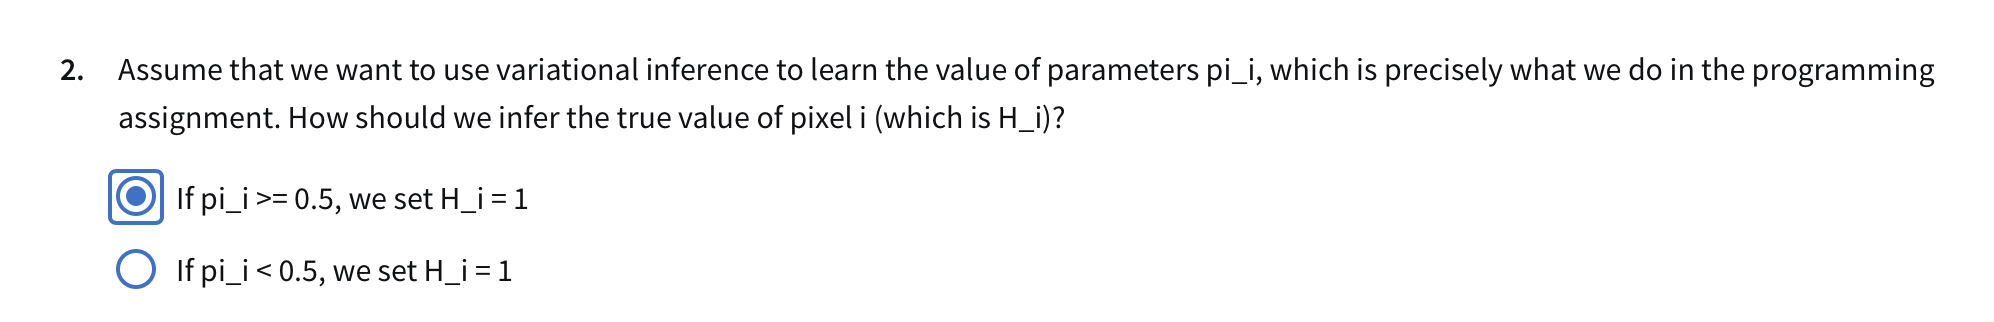 2. Assume that we want to use variational inference to learn the value of parameters pi_i, which is precisely what we do in the programming
assignment. How should we infer the true value of pixel i (which is H_i)?
If pi_i >= 0.5, we set H_i = 1
If pi_i < 0.5, we set H_i = 1